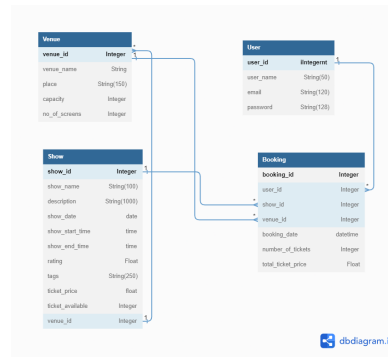 Venue
venue_id Integer
venue_name String
place String(150)
capacity Integer
no_of_screens Integer
User
user_id iIntegernt
user_name String(50)
email String(120)
password String(128)
Show
show_id Integer
show_name String(100)
description String(1000)
show_date date
show_start_time time
show_end_time time
rating Float
tags String(250)
ticket_price float
ticket_available Integer
venue_id Integer
Booking
booking_id Integer
user_id Integer
show_id Integer
venue_id Integer
booking_date datetime
number_of_tickets Integer
total_ticket_price Float
dbdiagram.i